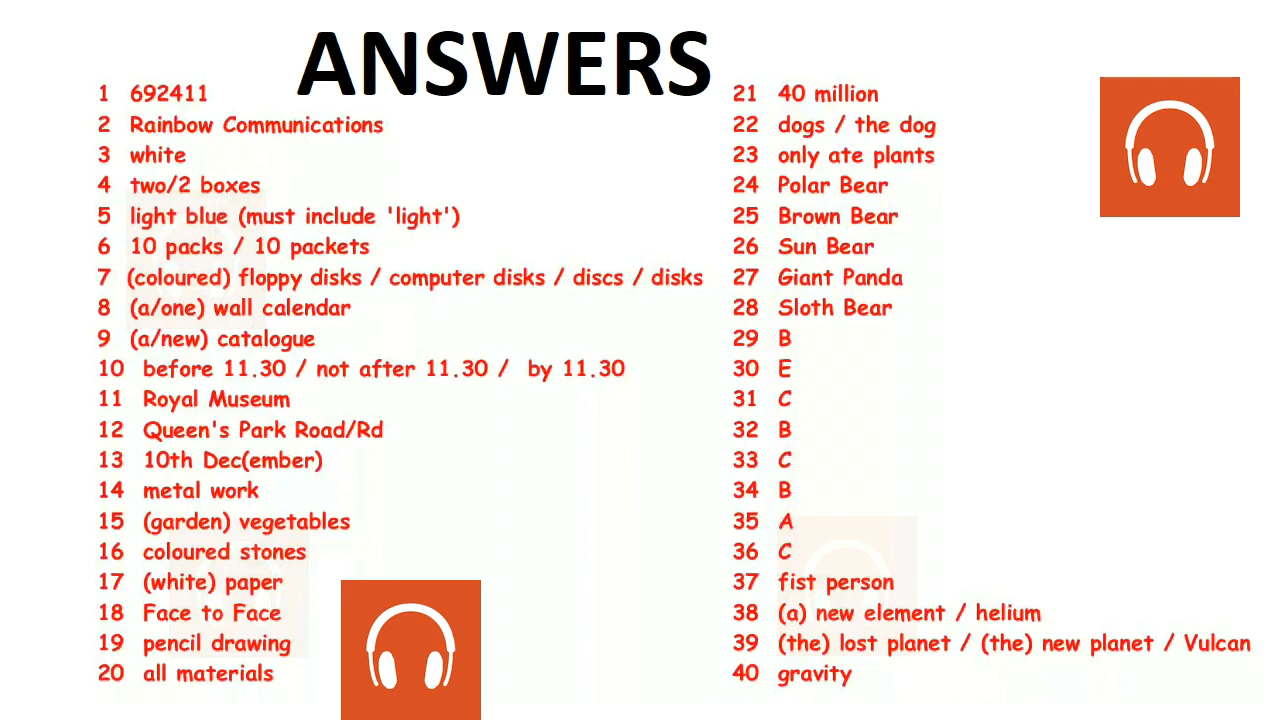 ANSWERS
1 692411
2 Rainbow Communications
3 white
4 two/2 boxes
5 light blue (must include 'light')
6 10 packs / 10 packets
7 (coloured) floppy disks / computer disks / discs / disks
8 (a/one) wall calendar
9 (a/new) catalogue
10 before 11.30 / not after 11.30 / by 11.30
11 Royal Museum
12 Queen's Park Road/Rd
13 10th Dec(ember)
14 metal work
15 (garden) vegetables
16 coloured stones
17 (white) paper
18 Face to Face
19 pencil drawing
20 all materials
21 40 million
22 dogs / the dog
23 only ate plants
24 Polar Bear
25 Brown Bear
26 Sun Bear
27 Giant Panda
28 Sloth Bear
29 B
30 E
31 C
32 B
33 C
34 B
35 A
36 C
37 fist person
38 (a) new element / helium
39 (the) lost planet / (the) new planet / Vulcan
40 gravity